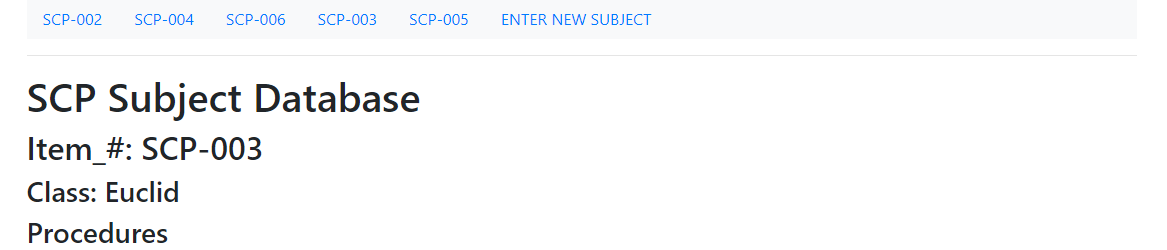 SCP-002 SCP-004 SCP-006 SCP-003 SCP-005 ENTER NEW SUBJECT
SCP Subject Database
Item_#: SCP-003
Class: Euclid
Procedures